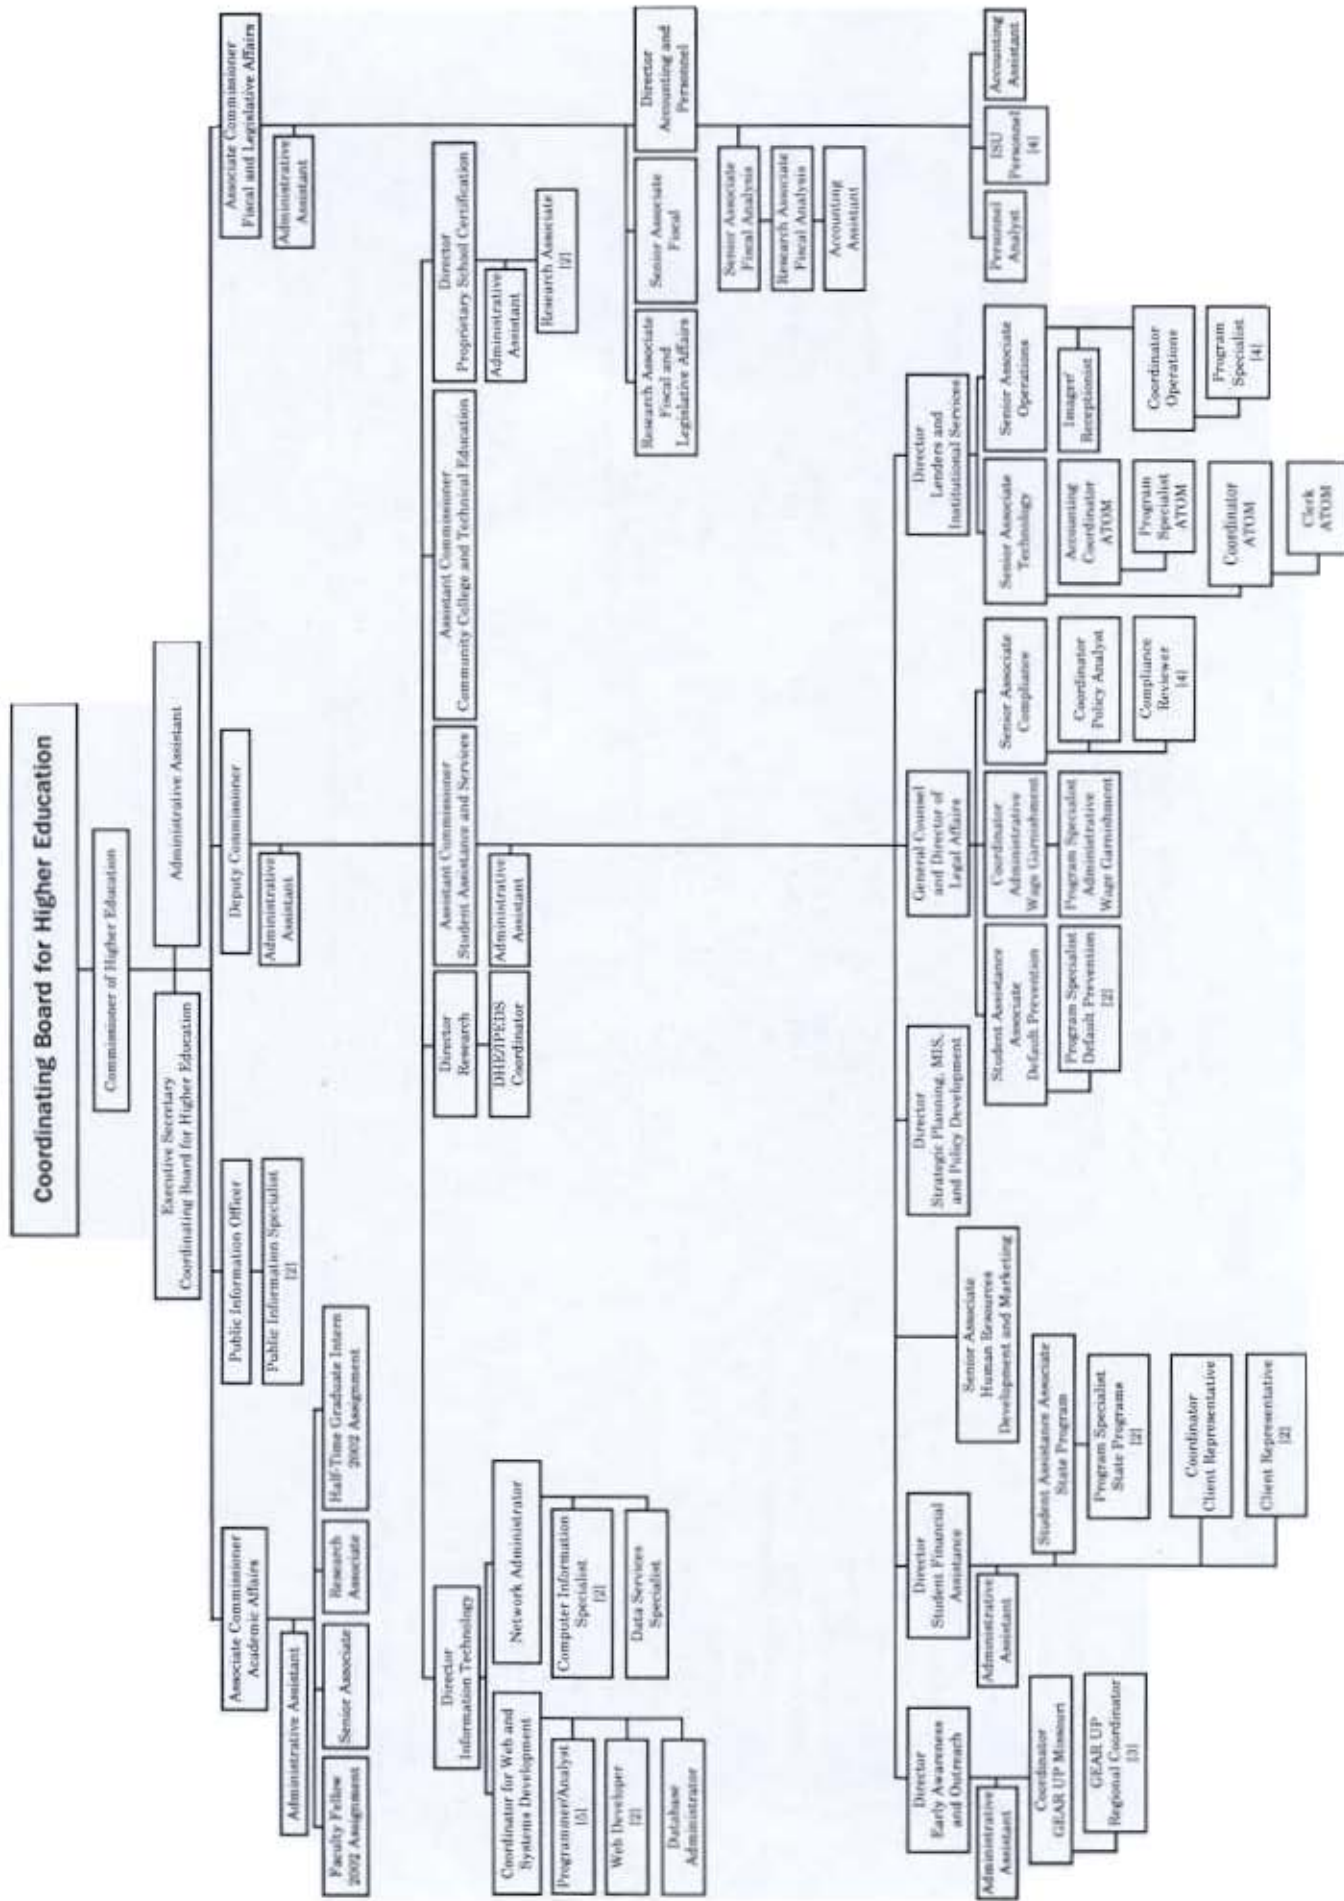 Coordinating Board for Higher Education
Commissioner of Higher Education
Executive Secretary
Coordinating Board for Higher Education
Administrative Assistant
Associate Commissioner
Academic Affairs
Public Information Officer
Deputy Commissioner
Associate Commissioner
Fiscal and Legislative Affairs
Administrative Assistant
Public Information Specialist
[2]
Administrative
Assistant
Administrative
Assistant
Faculty Fellow
2002 Assignment
Senior Associate
Research
Associate
Half-Time Graduate Intern
2002 Assignment
Director
Information Technology
Director
Research
Assistant Commissioner
Student Assistance and Services
Assistant Commissioner
Community College and Technical Education
Director
Proprietary School Certification
Coordinator for Web and
Systems Development
Network Administrator
DHE/IPEDS
Coordinator
Administrative
Assistant
Administrative
Assistant
Programmer/Analyst
[5]
Computer Information
Specialist
[2]
Research Associate
[2]
Web Developer
[2]
Data Services
Specialist
Database
Administrator
Research Associate
Fiscal and
Legislative Affairs
Senior Associate
Fiscal
Director
Accounting and
Personnel
Senior Associate
Fiscal Analysis
Research Associate
Fiscal Analysis
Accounting
Assistant
Personnel
Analyst
ISU
Personnel
[4]
Accounting
Assistant
Director
Early Awareness
and Outreach
Director
Student Financial
Assistance
Senior Associate
Human Resources
Development and Marketing
Director
Strategic Planning, MIS,
and Policy Development
General Counsel
and Director of
Legal Affairs
Director
Lenders and
Institutional Services
Administrative
Assistant
Coordinator
GEAR UP Missouri
GEAR UP
Regional Coordinator
[3]
Administrative
Assistant
Student Assistance Associate
State Program
Program Specialist
State Programs
[2]
Coordinator
Client Representative
Client Representative
[2]
Student Assistance
Associate
Default Prevention
Program Specialist
Default Prevention
[2]
Coordinator
Administrative
Wage Garnishment
Program Specialist
Administrative
Wage Garnishment
Senior Associate
Compliance
Coordinator
Policy Analyst
Compliance
Reviewer
[4]
Senior Associate
Technology
Accounting
Coordinator
ATOM
Program
Specialist
ATOM
Coordinator
ATOM
Clerk
ATOM
Senior Associate
Operations
Imager/
Receptionist
Coordinator
Operations
Program
Specialist
[4]